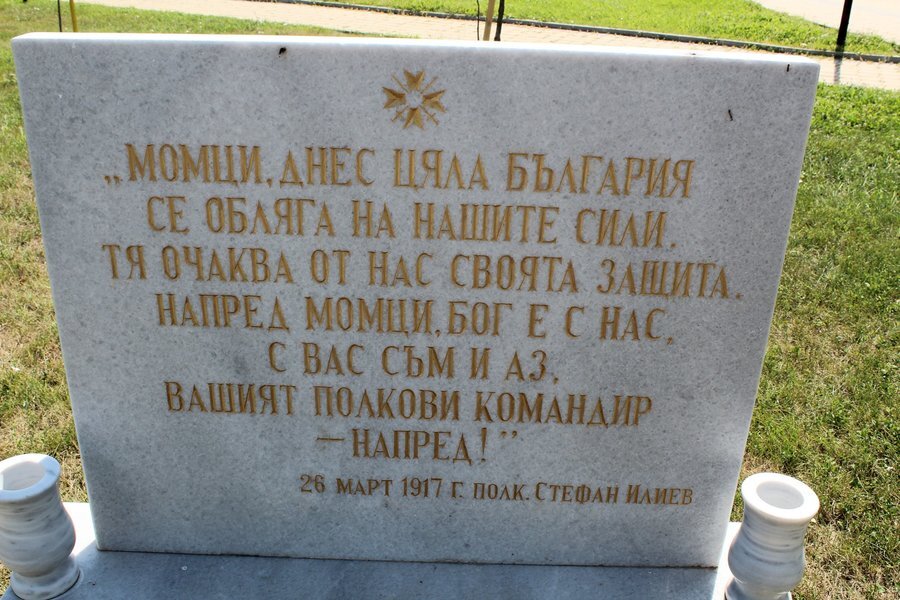 „МОМЦИ, ДНЕС ЦЯЛА БЪЛГАРИЯ
СЕ ОБЛЯГА НА НАШИТЕ СИЛИ.
ТЯ ОЧАКВА ОТ НАС СВОЯТА ЗАЩИТА.
НАПРЕД МОМЦИ, БОГ Е С НАС,
С ВАС СЪМ И АЗ,
ВАШИЯТ ПОЛКОВИ КОМАНДИР
– НАПРЕД!”
26 МАРТ 1917 Г. ПОЛК. СТЕФАН ИЛИЕВ